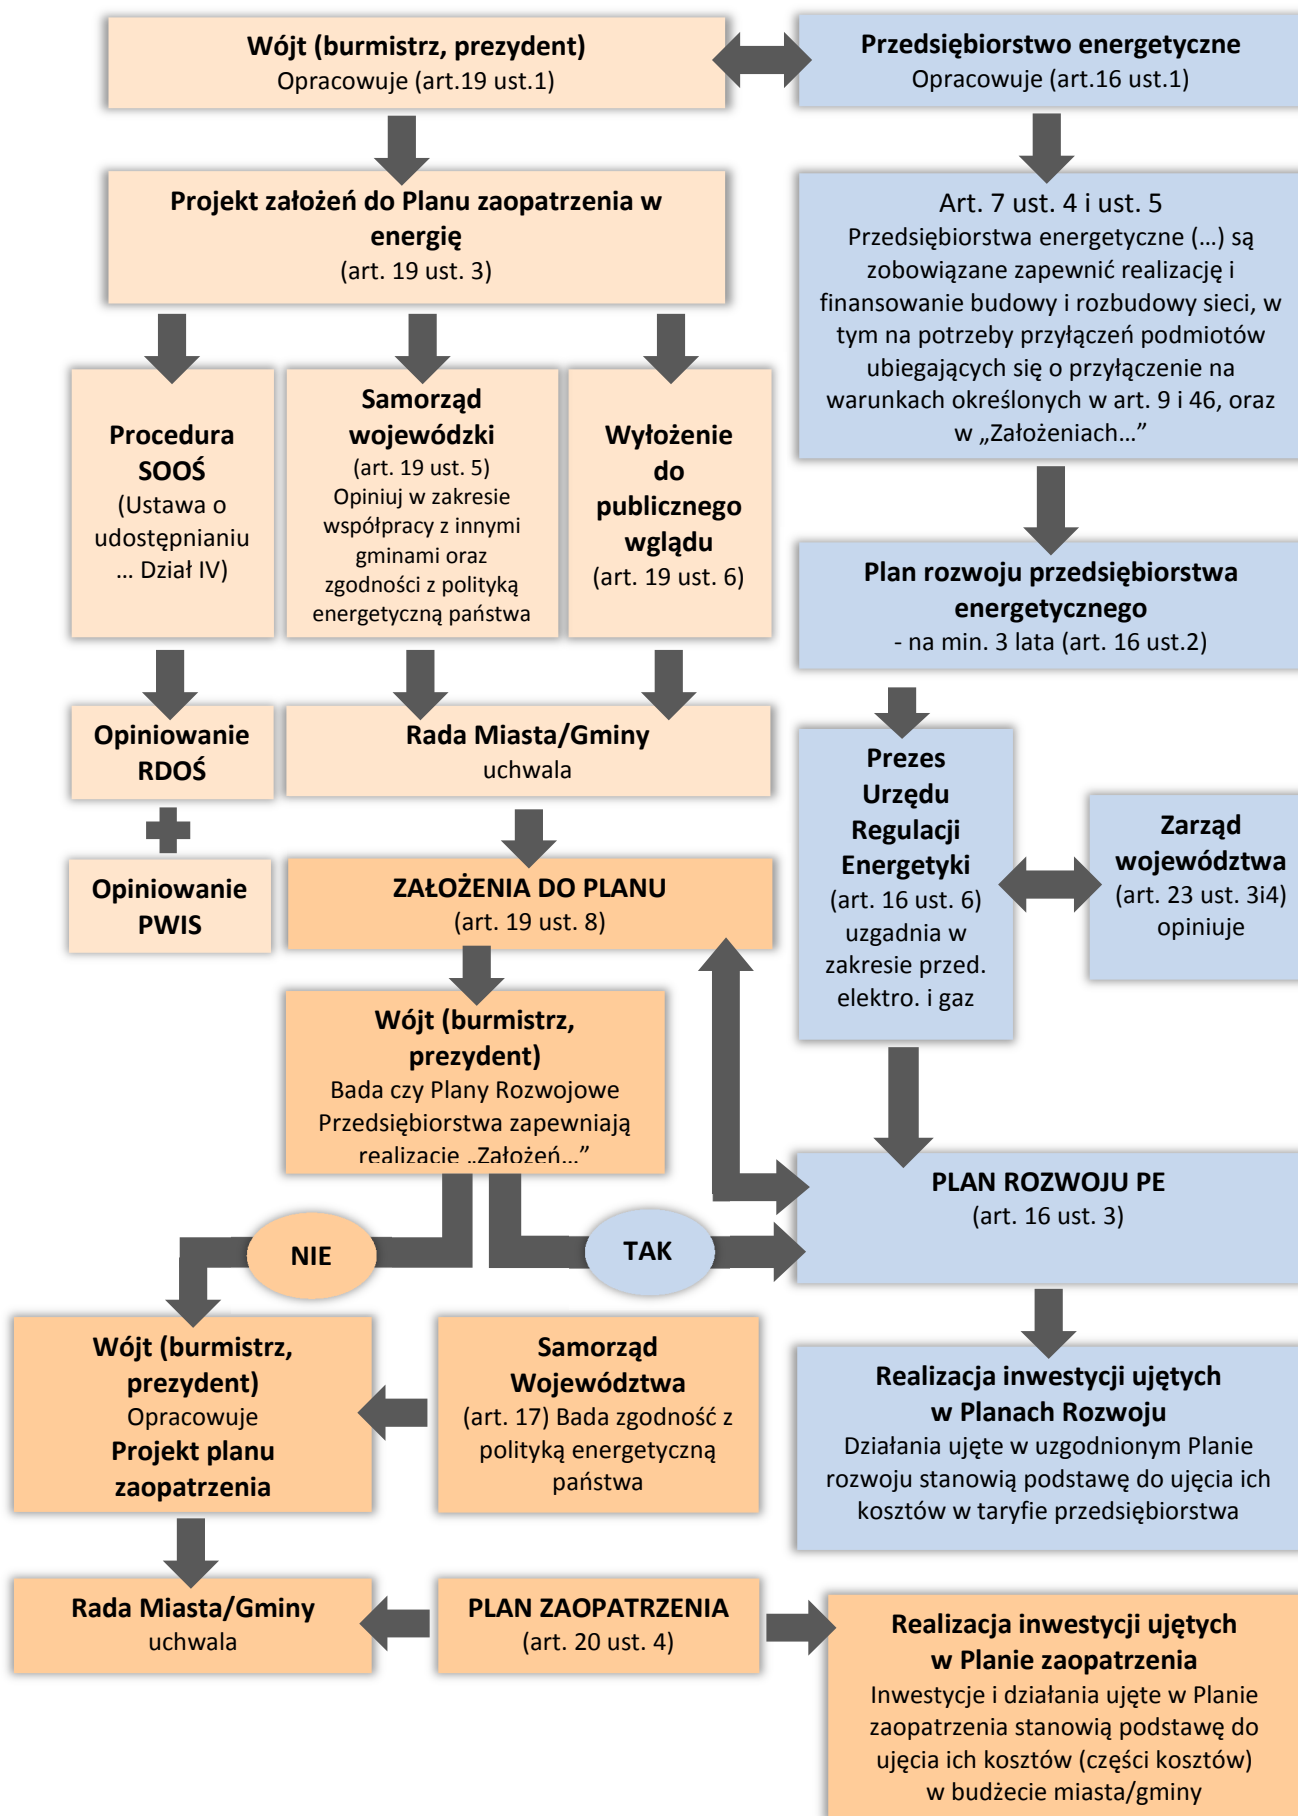 Wójt (burmistrz, prezydent)
Opracowuje (art.19 ust.1)
Przedsiębiorstwo energetyczne
Opracowuje (art.16 ust.1)
Projekt założeń do Planu zaopatrzenia w
energię
(art. 19 ust. 3)
Art. 7 ust. 4 i ust. 5
Przedsiębiorstwa energetyczne (...) są
zobowiązane zapewnić realizację i
finansowanie budowy i rozbudowy sieci, w
tym na potrzeby przyłączeń podmiotów
ubiegających się o przyłączenie na
warunkach określonych w art. 9 i 46, oraz
w „Założeniach...”
Procedura
SOOŚ
(Ustawa o
udostępnianiu
... Dział IV)
Samorząd
wojewódzki
(art. 19 ust. 5)
Opiniuj w zakresie
współpracy z innymi
gminami oraz
zgodności z polityką
energetyczną państwa
Wyłożenie
do
publicznego
wglądu
(art. 19 ust. 6)
Plan rozwoju przedsiębiorstwa
energetycznego
- na min. 3 lata (art. 16 ust.2)
Opiniowanie
RDOŚ
Rada Miasta/Gminy
uchwala
Prezes
Urzędu
Regulacji
Energetyki
(art. 16 ust. 6)
uzgadnia w
zakresie przed.
elektro. i gaz
Zarząd
województwa
(art. 23 ust. 3i4)
opiniuje
Opiniowanie
PWIS
ZAŁOŻENIA DO PLANU
(art. 19 ust. 8)
Wójt (burmistrz,
prezydent)
Bada czy Plany Rozwojowe
Przedsiębiorstwa zapewniają
realizację „Założeń...”
PLAN ROZWOJU PE
(art. 16 ust. 3)
NIE
TAK
Wójt (burmistrz,
prezydent)
Opracowuje
Projekt planu
zaopatrzenia
Samorząd
Województwa
(art. 17) Bada zgodność z
polityką energetyczną
państwa
Realizacja inwestycji ujętych
w Planach Rozwoju
Działania ujęte w uzgodnionym Planie
rozwoju stanowią podstawę do ujęcia ich
kosztów w taryfie przedsiębiorstwa
Rada Miasta/Gminy
uchwala
PLAN ZAOPATRZENIA
(art. 20 ust. 4)
Realizacja inwestycji ujętych
w Planie zaopatrzenia
Inwestycje i działania ujęte w Planie
zaopatrzenia stanowią podstawę do
ujęcia ich kosztów (części kosztów)
w budżecie miasta/gminy